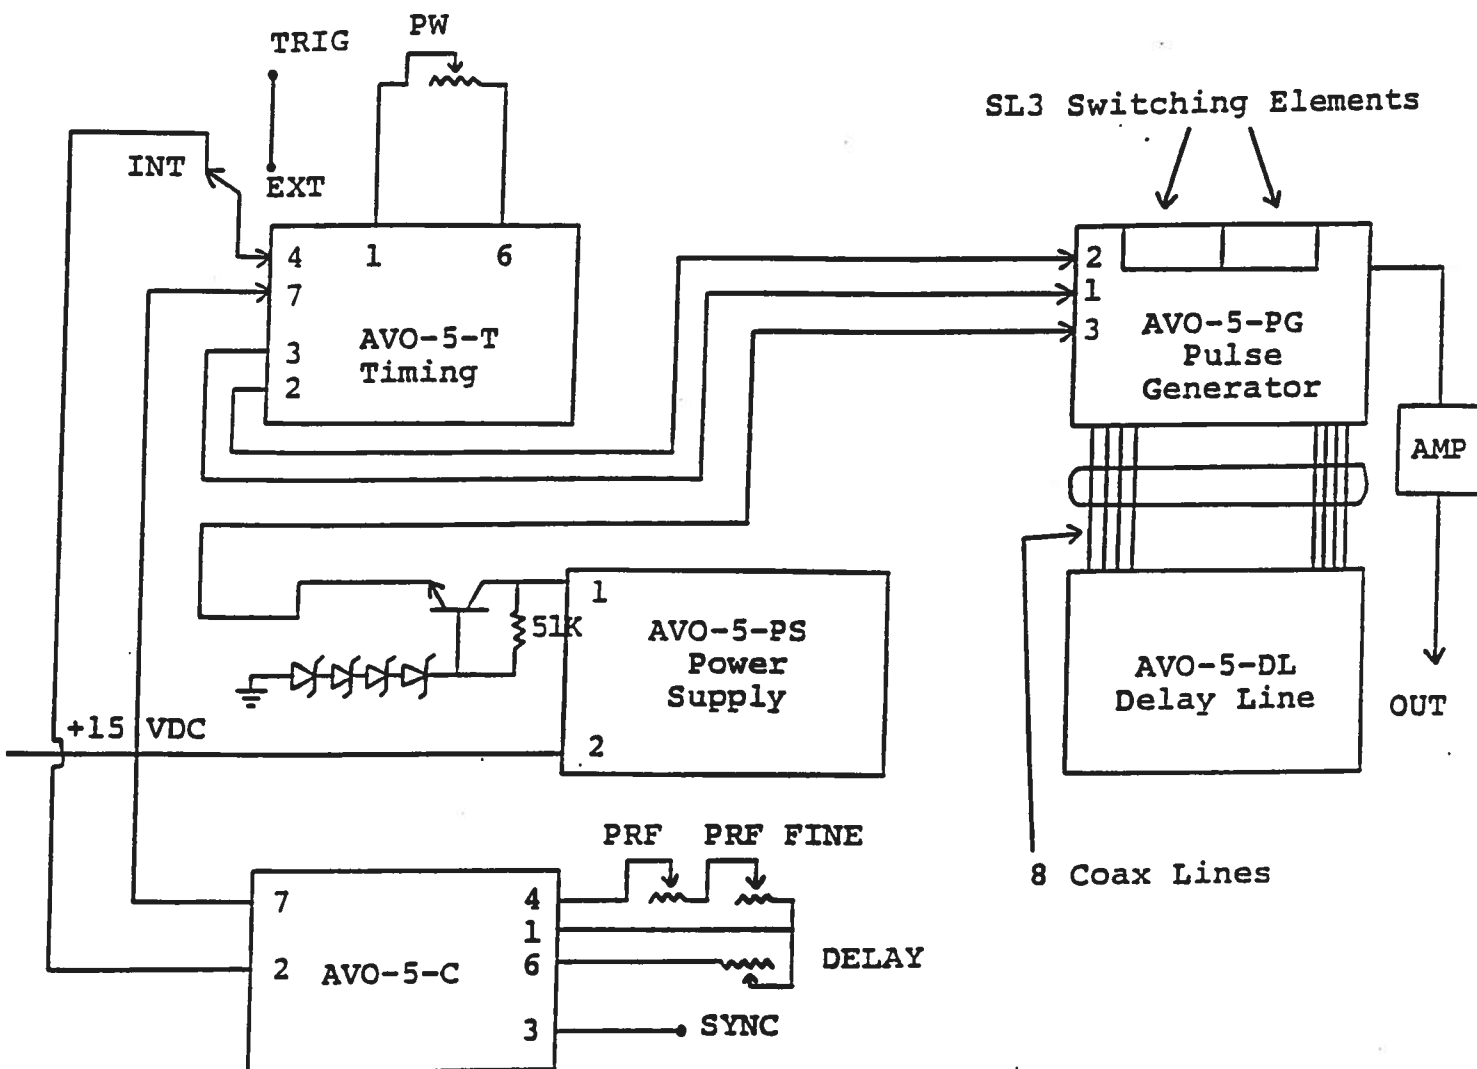 TRIG
PW
SL3 Switching Elements
INT
EXT
4
1
6
7
AVO-5-T
Timing
3
2
2
1
3
AVO-5-PG
Pulse
Generator
AMP
1
51K
AVO-5-PS
Power
Supply
+15 VDC
2
AVO-5-DL
Delay Line
OUT
8 Coax Lines
PRF
PRF FINE
7
2
AVO-5-C
4
1
6
3
DELAY
SYNC